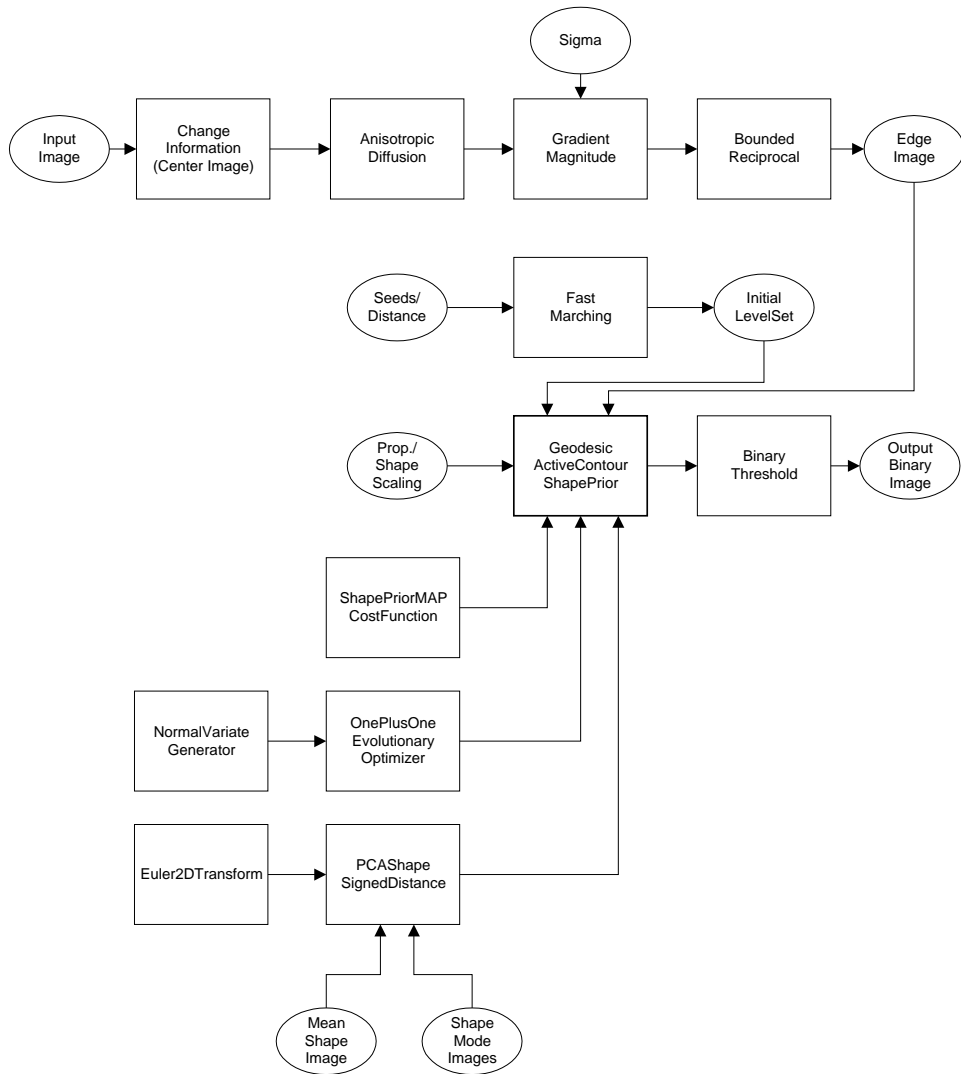 Sigma
Input
Image
Change
Information
(Center Image)
Anisotropic
Diffusion
Gradient
Magnitude
Bounded
Reciprocal
Edge
Image
Seeds/
Distance
Fast
Marching
Initial
LevelSet
Prop./
Shape
Scaling
Geodesic
ActiveContour
ShapePrior
Binary
Threshold
Output
Binary
Image
ShapePriorMAP
CostFunction
NormalVariate
Generator
OnePlusOne
Evolutionary
Optimizer
Euler2DTransform
PCAShape
SignedDistance
Mean
Shape
Image
Shape
Mode
Images